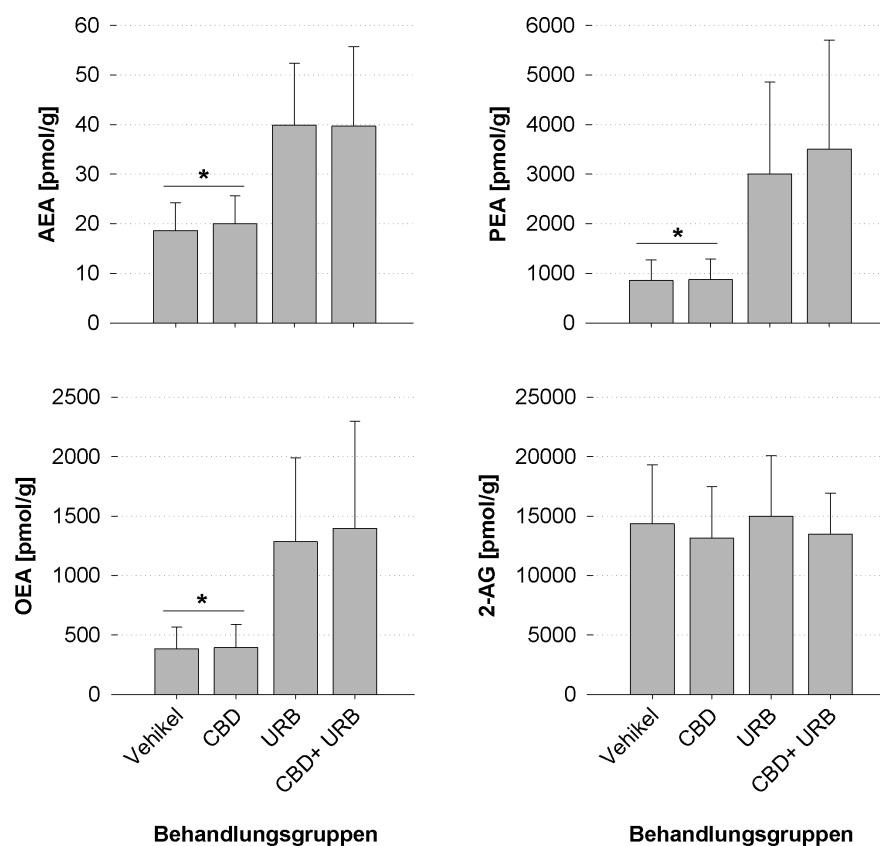 AEA [pmol/g]
60
50
40
30
20
10
0
*
PEA [pmol/g]
6000
5000
4000
3000
2000
1000
0
*
OEA [pmol/g]
2500
2000
1500
1000
500
0
*
Vehikel
CBD
URB
CBD+ URB
Behandlungsgruppen
2-AG [pmol/g]
25000
20000
15000
10000
5000
0
Vehikel
CBD
URB
CBD+ URB
Behandlungsgruppen